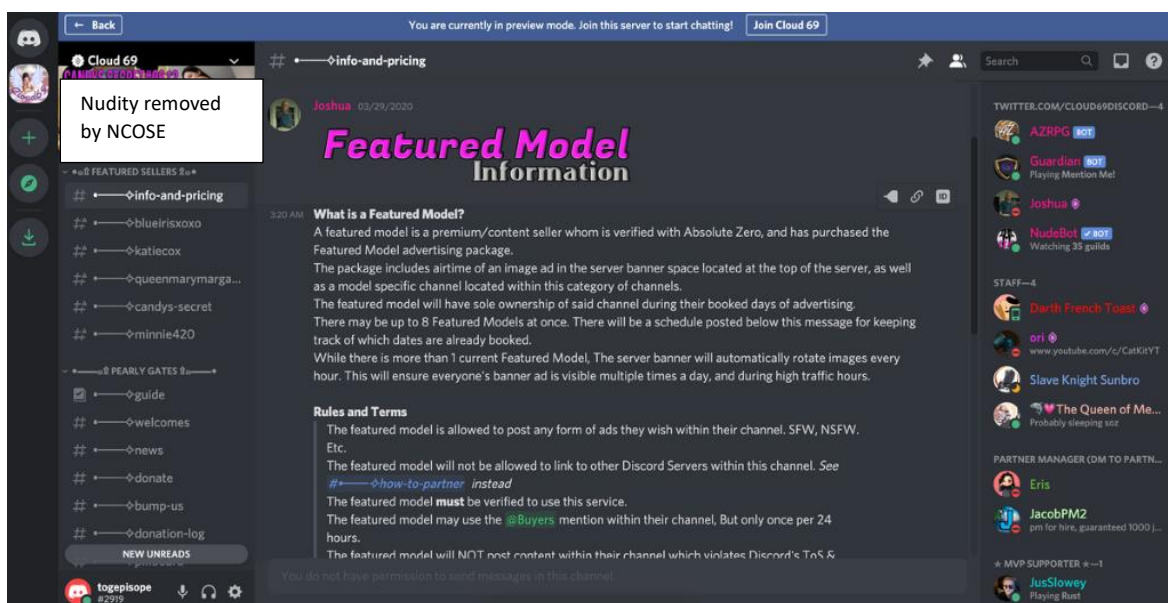 ← Back
You are currently in preview mode. Join this server to start chatting!
Join Cloud 69
Cloud 69
Nudity removed
by NCOSE
FEATURED SELLERS
info-and-pricing
blueirisxoxo
katiecox
queenmarymarga...
candys-secret
minnie420
PEARLY GATES
guide
welcomes
news
donate
bump-us
donation-log
NEW UNREADS
togepisope
#2919
# info-and-pricing
Search
Joshua 03/29/2020
Featured Model
Information
3:20 AM What is a Featured Model?
A featured model is a premium/content seller whom is verified with Absolute Zero, and has purchased the
Featured Model advertising package.
The package includes airtime of an image ad in the server banner space located at the top of the server, as well
as a model specific channel located within this category of channels.
The featured model will have sole ownership of said channel during their booked days of advertising.
There may be up to 8 Featured Models at once. There will be a schedule posted below this message for keeping
track of which dates are already booked.
While there is more than 1 current Featured Model, The server banner will automatically rotate images every
hour. This will ensure everyone's banner ad is visible multiple times a day, and during high traffic hours.
Rules and Terms
The featured model is allowed to post any form of ads they wish within their channel. SFW, NSFW.
Etc.
The featured model will not be allowed to link to other Discord Servers within this channel. See
#how-to-partner instead
The featured model must be verified to use this service.
The featured model may use the @Buyers mention within their channel, But only once per 24
hours.
The featured model will NOT post content within their channel which violates Discord's ToS &
You do not have permission to send messages in this channel.
TWITTER.COM/CLOUD69DISCORD—4
AZRPG BOT
Guardian BOT
Playing Mention Me!
Joshua
NudeBot ✓ BOT
Watching 35 guilds
STAFF—4
Darth French Toast
ori
www.youtube.com/c/CatKitYT
Slave Knight Sunbro
The Queen of Me...
Probably sleeping soz
PARTNER MANAGER (DM TO PARTN...
Eris
JacobPM2
pm for hire, guaranteed 1000 j...
★ MVP SUPPORTER ★—1
JusSlowey
Playing Rust